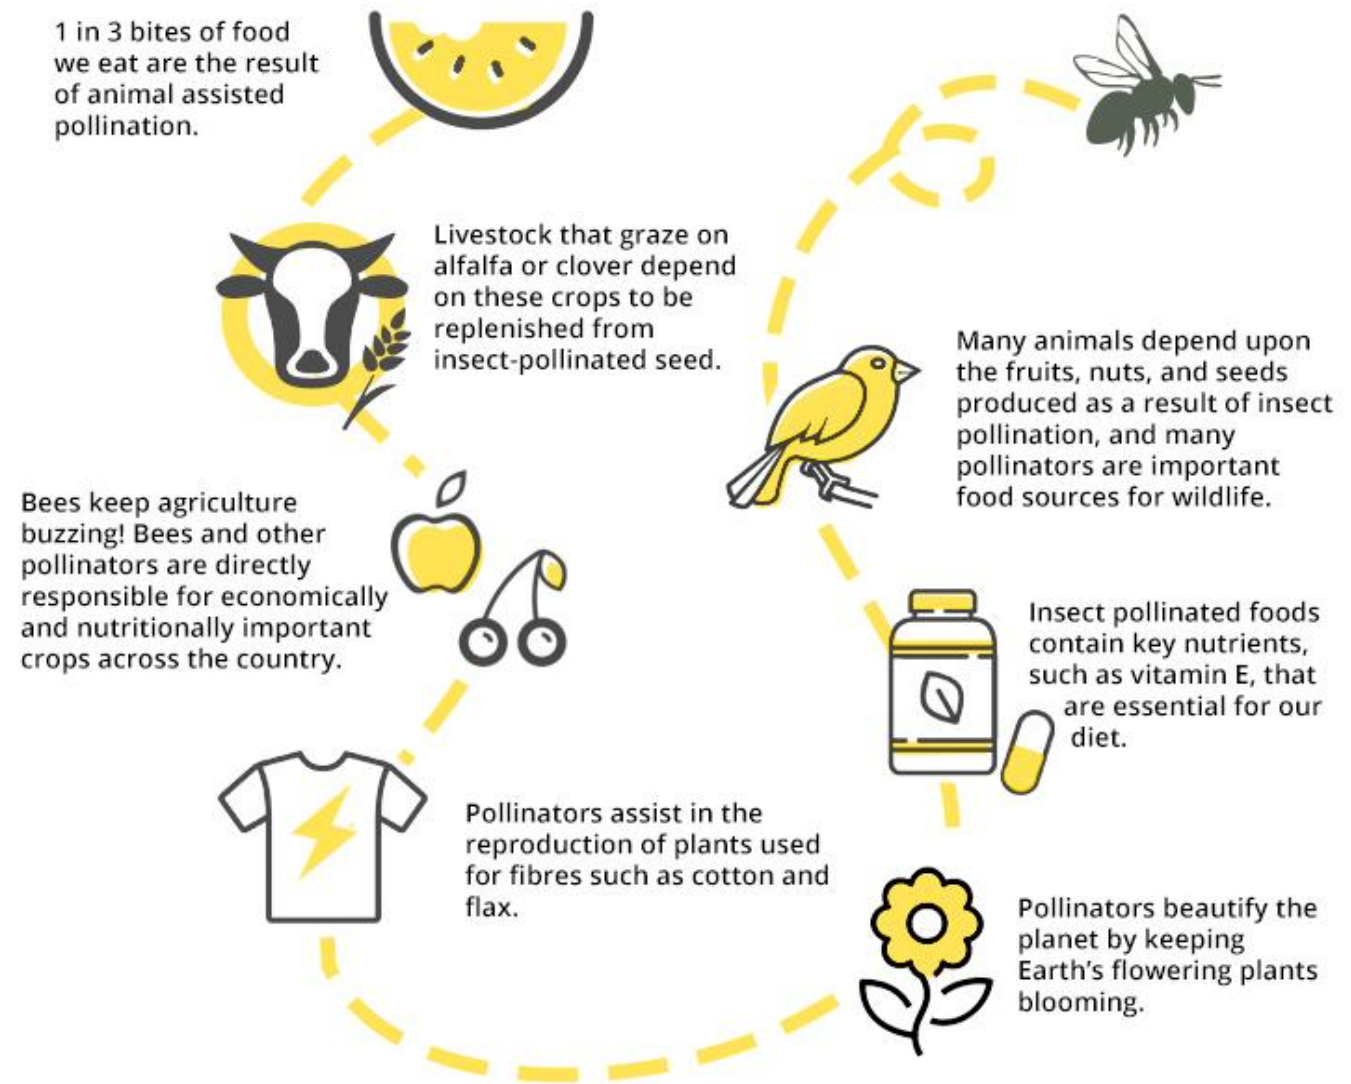 1 in 3 bites of food
we eat are the result
of animal assisted
pollination.
Livestock that graze on
alfalfa or clover depend
on these crops to be
replenished from
insect-pollinated seed.
Bees keep agriculture
buzzing! Bees and other
pollinators are directly
responsible for economically
and nutritionally important
crops across the country.
Pollinators assist in the
reproduction of plants used
for fibres such as cotton and
flax.
Many animals depend upon
the fruits, nuts, and seeds
produced as a result of insect
pollination, and many
pollinators are important
food sources for wildlife.
Insect pollinated foods
contain key nutrients,
such as vitamin E, that
are essential for our
diet.
Pollinators beautify the
planet by keeping
Earth's flowering plants
blooming.